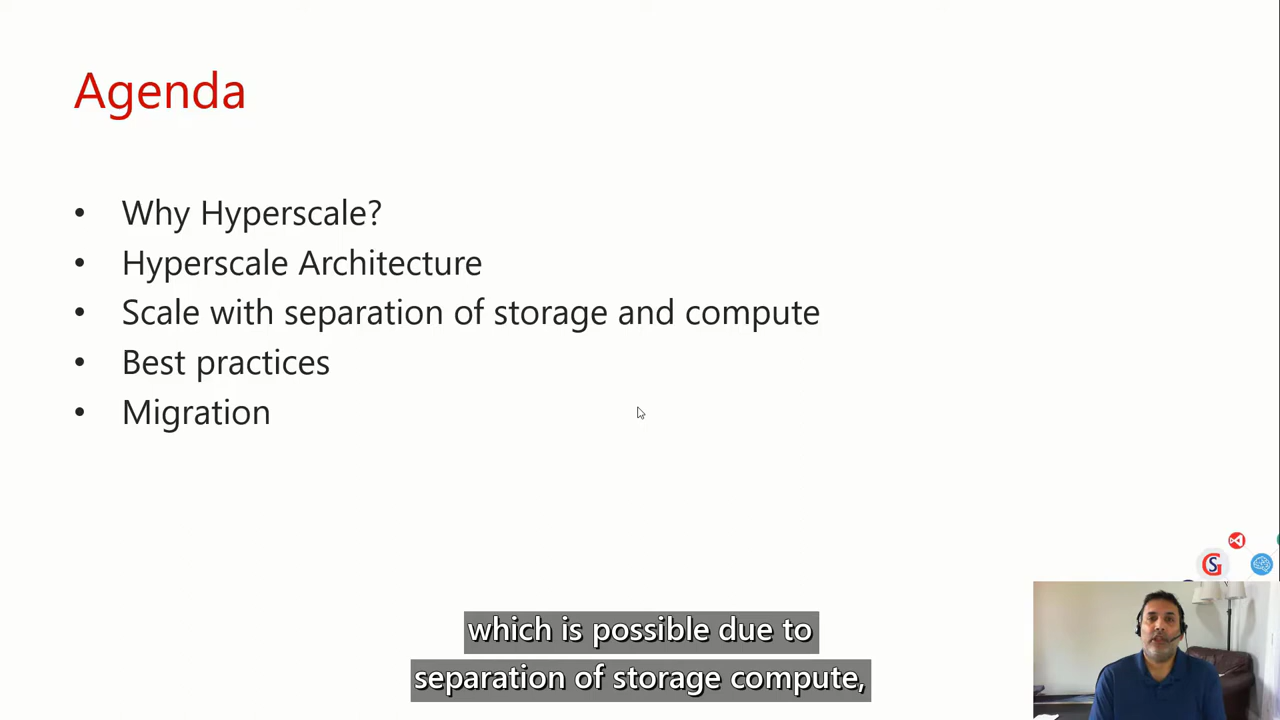 Agenda
• Why Hyperscale?
• Hyperscale Architecture
• Scale with separation of storage and compute
• Best practices
• Migration
which is possible due to
separation of storage compute,